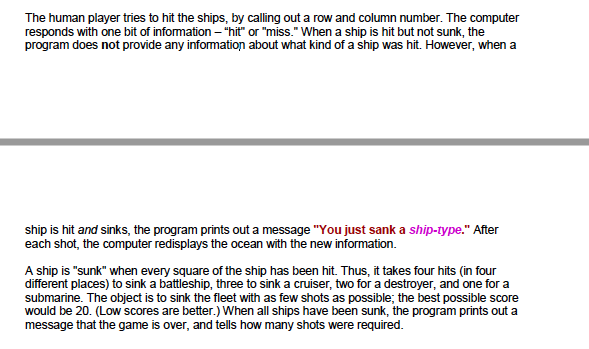 The human player tries to hit the ships, by calling out a row and column number. The computer
responds with one bit of information – "hit" or "miss." When a ship is hit but not sunk, the
program does not provide any information about what kind of a ship was hit. However, when a
ship is hit and sinks, the program prints out a message "You just sank a ship-type." After
each shot, the computer redisplays the ocean with the new information.
A ship is "sunk" when every square of the ship has been hit. Thus, it takes four hits (in four
different places) to sink a battleship, three to sink a cruiser, two for a destroyer, and one for a
submarine. The object is to sink the fleet with as few shots as possible; the best possible score
would be 20. (Low scores are better.) When all ships have been sunk, the program prints out a
message that the game is over, and tells how many shots were required.